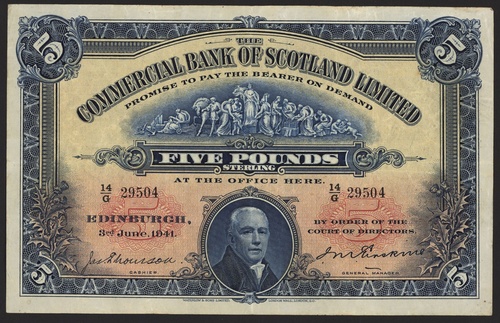 5 THE 5
COMMERCIAL BANK OF SCOTLAND LIMITED
PROMISE TO PAY THE BEARER ON DEMAND
FIVE POUNDS
STERLING
AT THE OFFICE HERE.
14/G 29504 14/G 29504
EDINBURGH, BY ORDER OF THE
3rd June, 1941. COURT OF DIRECTORS.
CASHIER. GENERAL MANAGER.
£5 £5